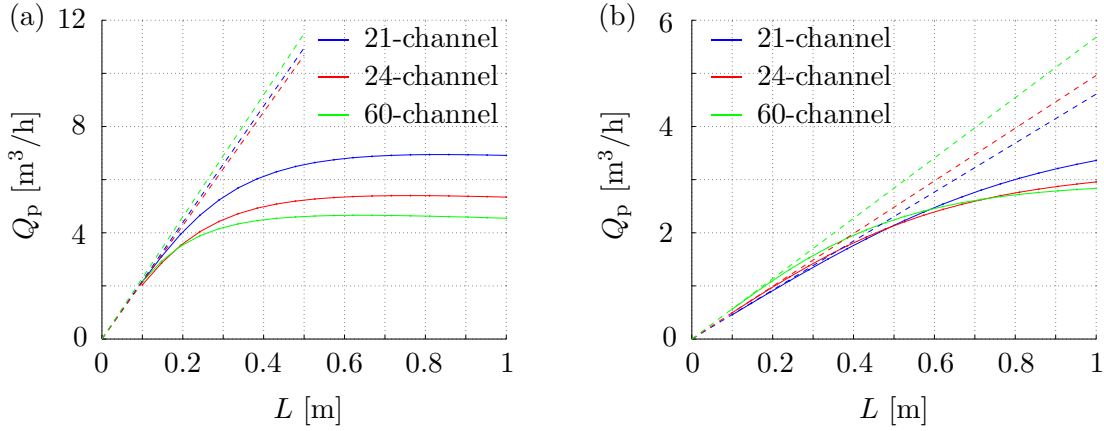 (a)
12
8
4
0
Q_p [m^3/h]
21-channel
24-channel
60-channel
0 0.2 0.4 0.6 0.8 1
L [m]
(b)
6
4
2
0
Q_p [m^3/h]
21-channel
24-channel
60-channel
0 0.2 0.4 0.6 0.8 1
L [m]